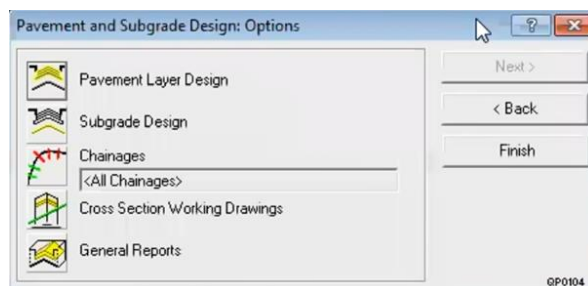 Pavement and Subgrade Design: Options
Pavement Layer Design
Subgrade Design
Chainages
<All Chainages>
Cross Section Working Drawings
General Reports
Next >
< Back
Finish
QP0104